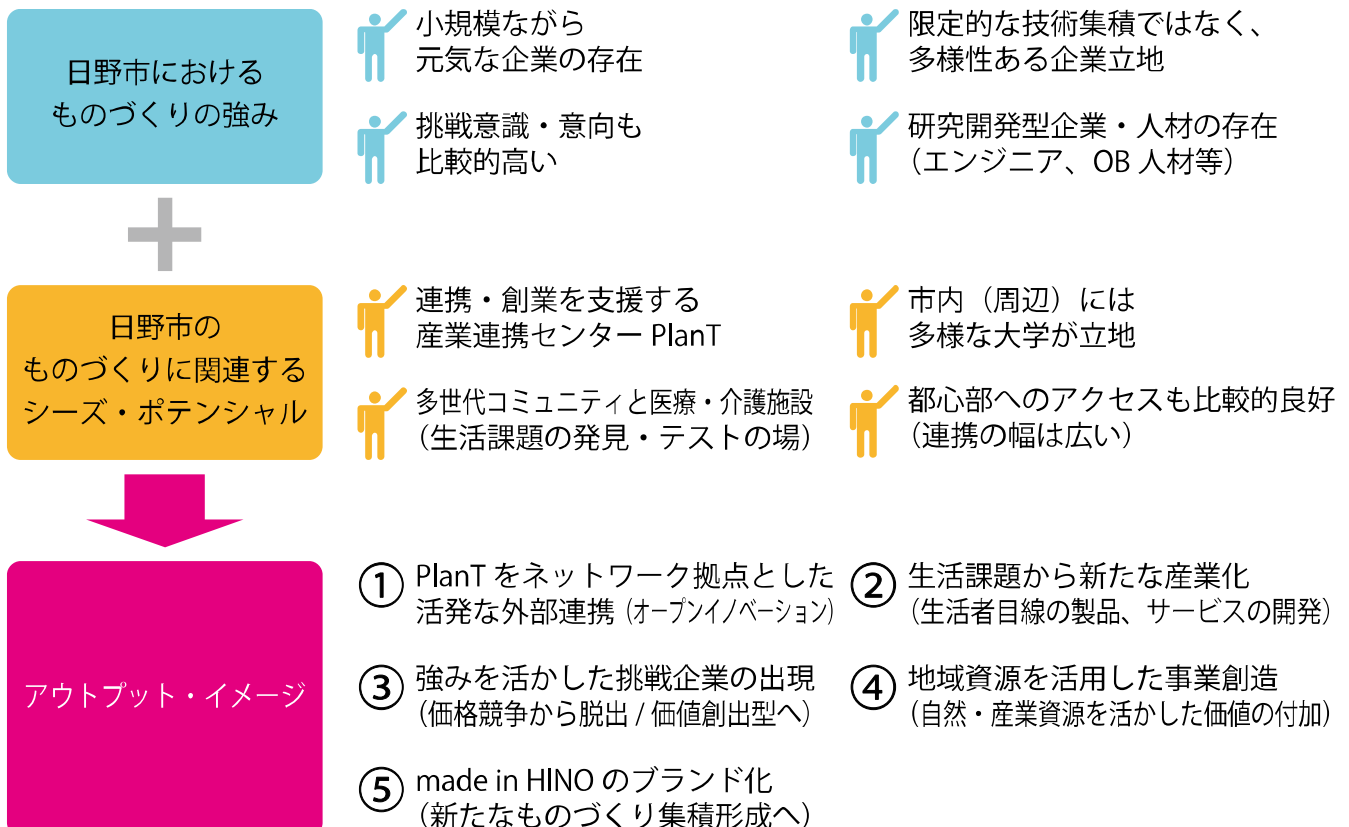 日野市における
ものづくりの強み
小規模ながら
元気な企業の存在
限定的な技術集積ではなく、
多様性ある企業立地
挑戦意識・意向も
比較的高い
研究開発型企業・人材の存在
（エンジニア、OB 人材等）
日野市の
ものづくりに関連する
シーズ・ポテンシャル
連携・創業を支援する
産業連携センター PlanT
市内（周辺）には
多様な大学が立地
多世代コミュニティと医療・介護施設
（生活課題の発見・テストの場）
都心部へのアクセスも比較的良好
（連携の幅は広い）
アウトプット・イメージ
① PlanT をネットワーク拠点とした
活発な外部連携（オープンイノベーション）
② 生活課題から新たな産業化
（生活者目線の製品、サービスの開発）
③ 強みを活かした挑戦企業の出現
（価格競争から脱出 / 価値創出型へ）
④ 地域資源を活用した事業創造
（自然・産業資源を活かした価値の付加）
⑤ made in HINO のブランド化
（新たなものづくり集積形成へ）